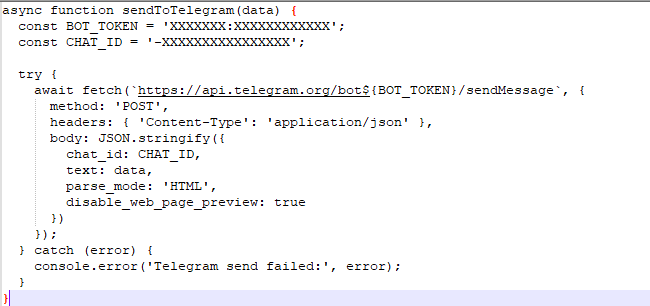 async function sendToTelegram(data) {
  const BOT_TOKEN = 'XXXXXXX:XXXXXXXXXXXX';
  const CHAT_ID = '-XXXXXXXXXXXXXXXX';

  try {
    await fetch(`https://api.telegram.org/bot${BOT_TOKEN}/sendMessage`, {
      method: 'POST',
      headers: { 'Content-Type': 'application/json' },
      body: JSON.stringify({
        chat_id: CHAT_ID,
        text: data,
        parse_mode: 'HTML',
        disable_web_page_preview: true
      })
    });
  } catch (error) {
    console.error('Telegram send failed:', error);
  }
}